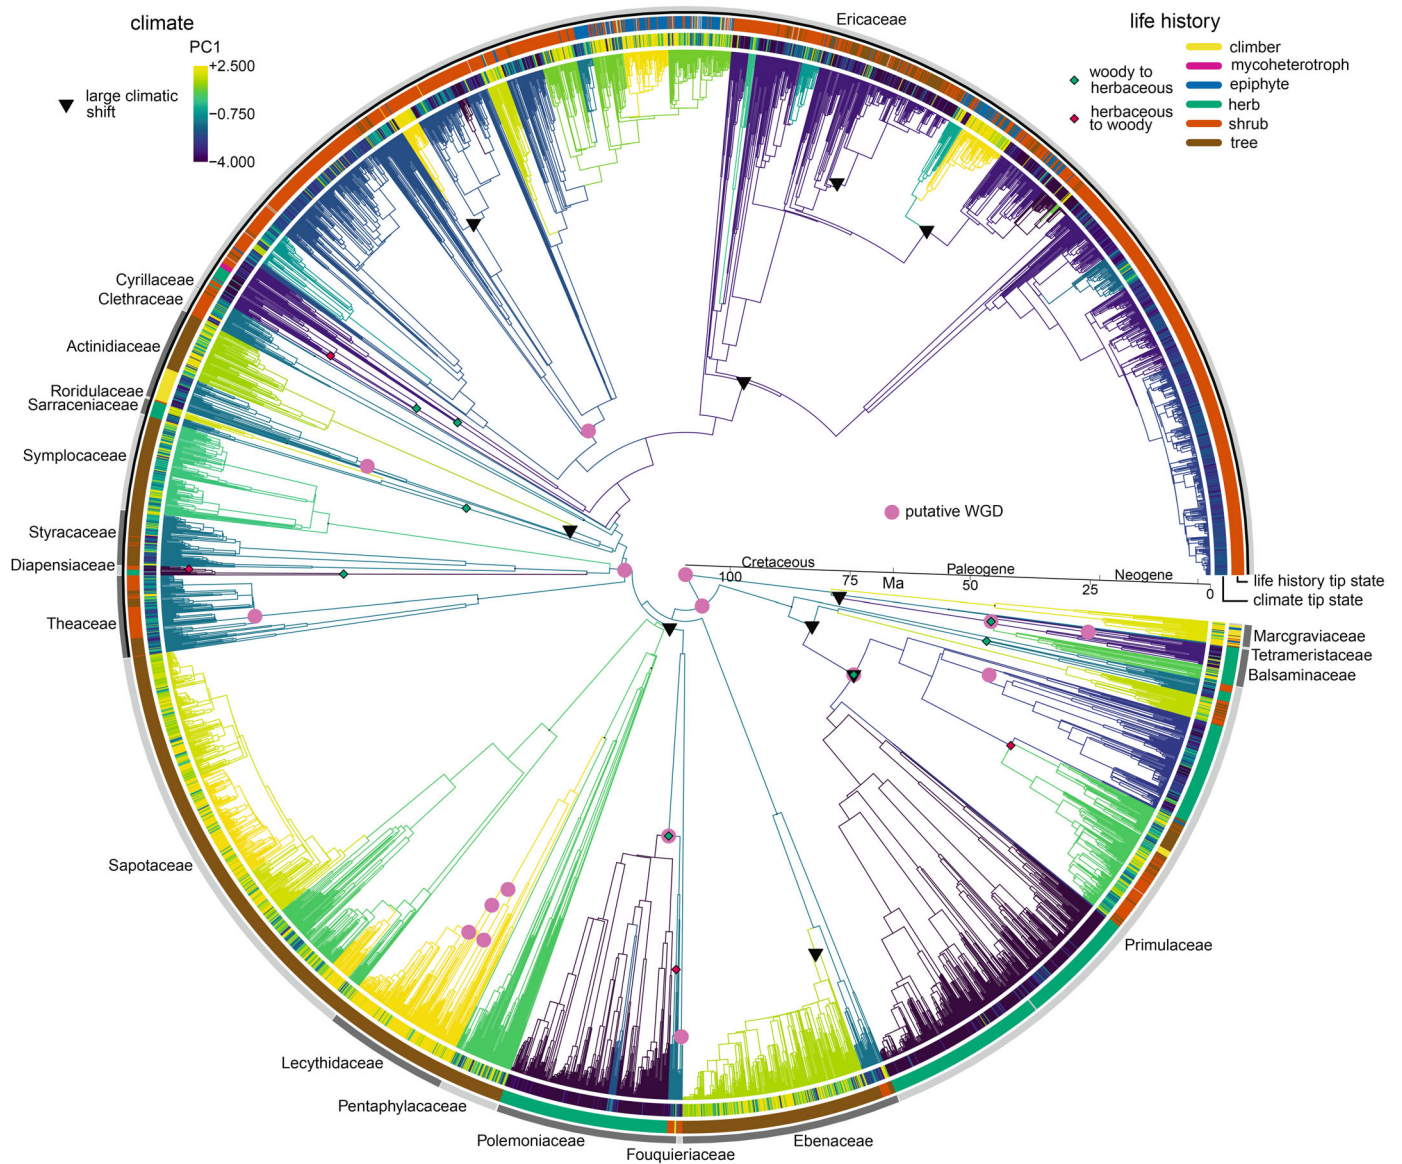 climate
PC1
+2.500
-0.750
−4.000
large climatic
shift
Ericaceae
life history
climber
mycoheterotroph
epiphyte
herb
shrub
tree
woody to
herbaceous
herbaceous
to woody
Cyrillaceae
Clethraceae
Actinidiaceae
Roridulaceae
Sarraceniaceae
Symplocaceae
Styracaceae
Diapensiaceae
Theaceae
putative WGD
Cretaceous
Paleogene
Neogene
100
75
Ma
50
25
0
life history tip state
climate tip state
Marcgraviaceae
Tetrameristaceae
Balsaminaceae
Sapotaceae
Primulaceae
Lecythidaceae
Pentaphylacaceae
Polemoniaceae
Fouquieriaceae
Ebenaceae